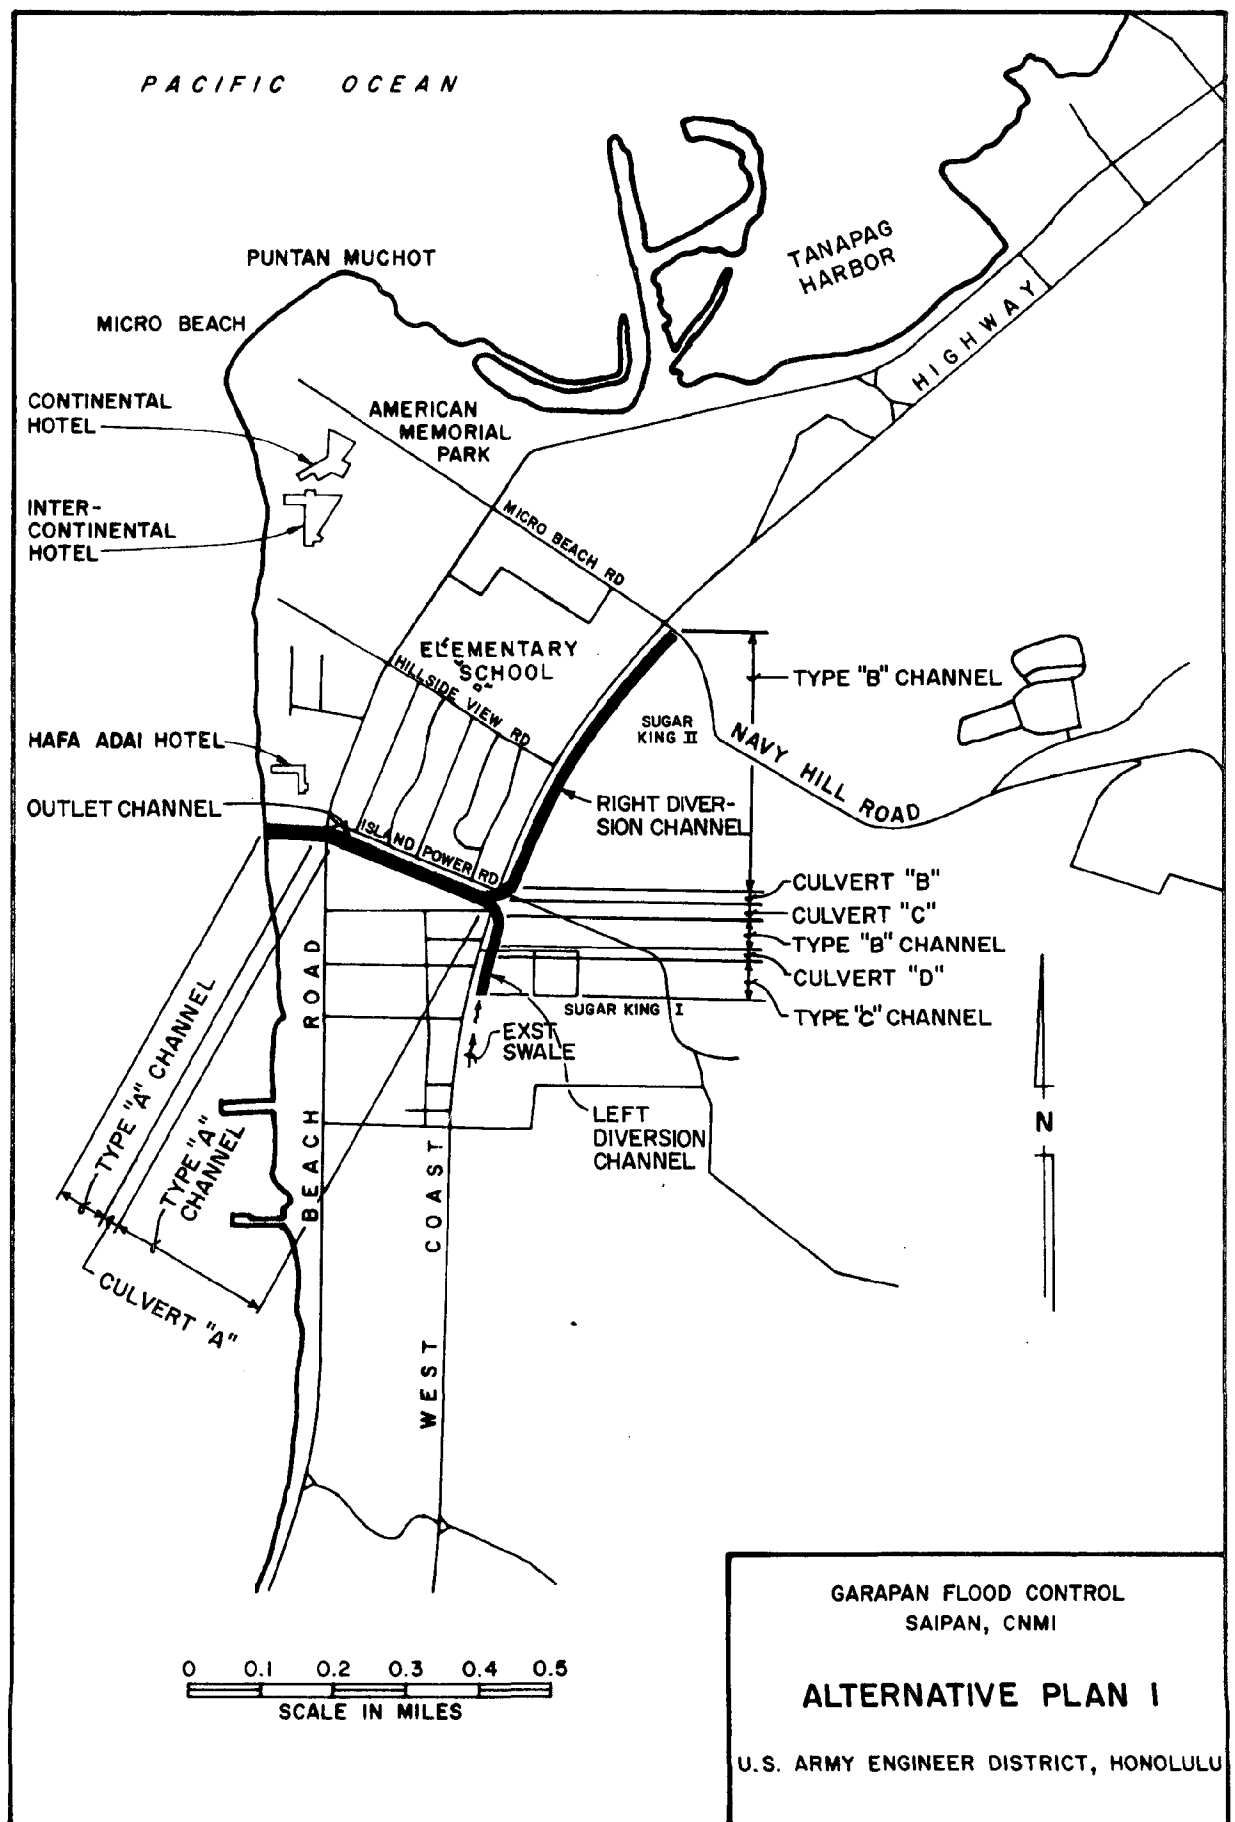 PACIFIC OCEAN
TANAPAG
HARBOR
PUNTAN MUCHOT
MICRO BEACH
HIGHWAY
CONTINENTAL
HOTEL
AMERICAN
MEMORIAL
PARK
INTER-
CONTINENTAL
HOTEL
MICRO BEACH RD
ELEMENTARY
SCHOOL
HILLSIDE VIEW RD
TYPE "B" CHANNEL
SUGAR
KING II
NAVY HILL ROAD
HAFA ADAI HOTEL
OUTLET CHANNEL
RIGHT DIVER-
SION CHANNEL
ISLAND POWER RD
CULVERT "B"
CULVERT "C"
TYPE "B" CHANNEL
CULVERT "D"
TYPE "C" CHANNEL
SUGAR KING I
EXST
SWALE
LEFT
DIVERSION
CHANNEL
N
BEACH ROAD
WEST COAST
TYPE "A" CHANNEL
TYPE "A"
CHANNEL
CULVERT "A"
0 0.1 0.2 0.3 0.4 0.5
SCALE IN MILES
GARAPAN FLOOD CONTROL
SAIPAN, CNMI
ALTERNATIVE PLAN I
U.S. ARMY ENGINEER DISTRICT, HONOLULU